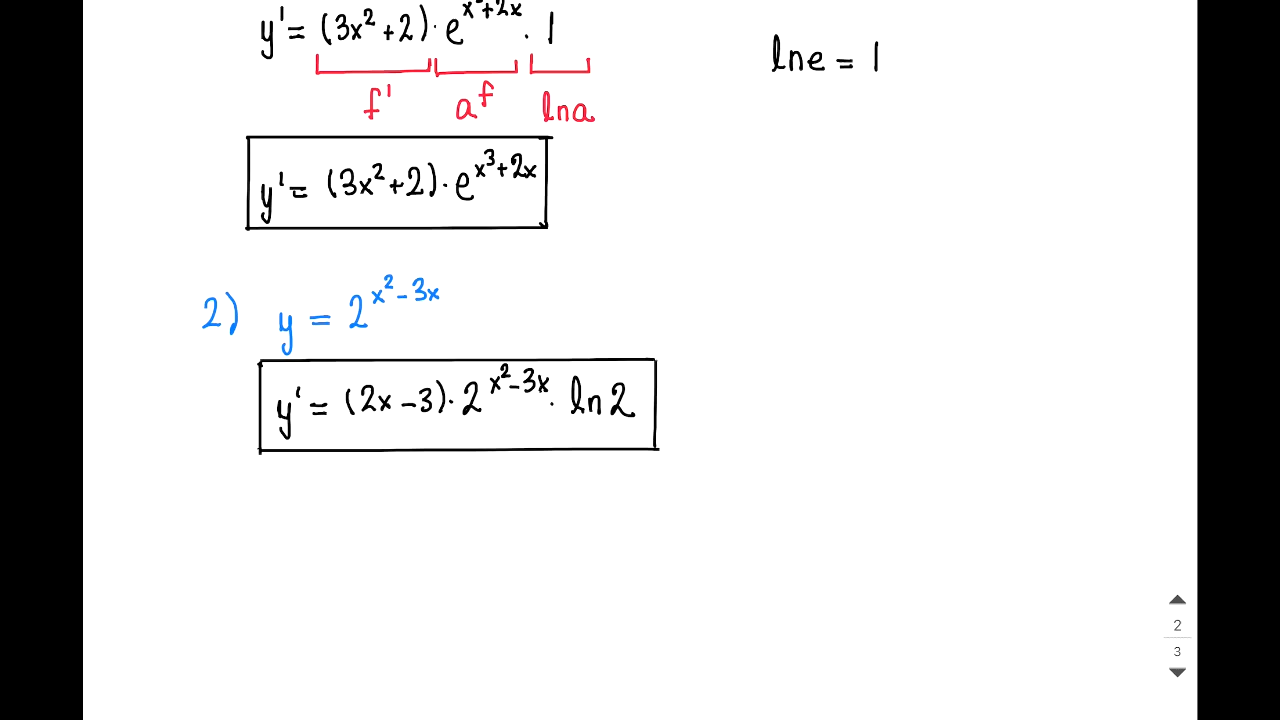 y' = (3x² + 2) · e^(x³+2x) · 1
ln e = 1
f' a^f ln a
y' = (3x² + 2) · e^(x³+2x)
2) y = 2^(x² - 3x)
y' = (2x - 3) · 2^(x² - 3x) · ln 2
2
3